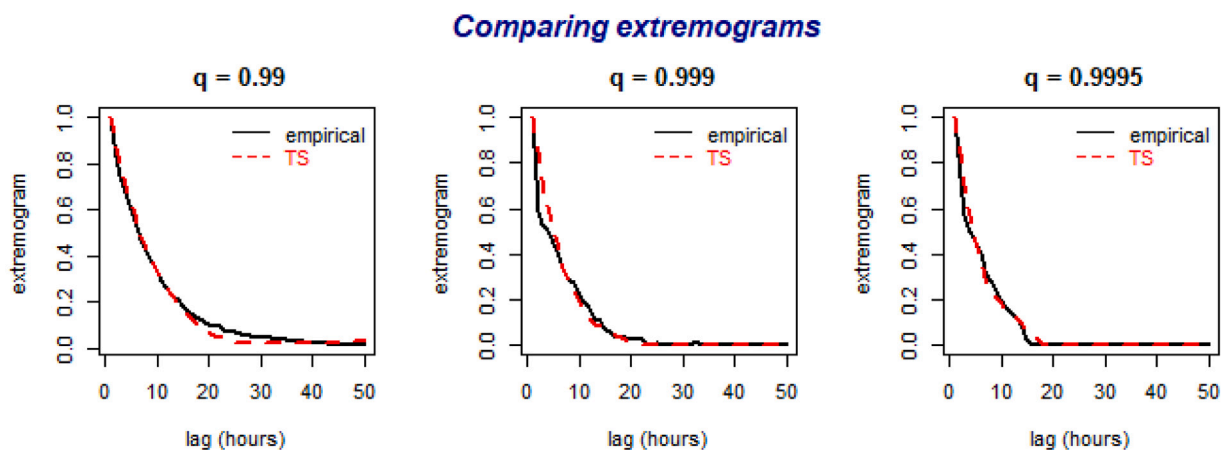 Comparing extremograms
q = 0.99
extremogram
1.0
0.8
0.6
0.4
0.2
0.0
empirical
TS
0 10 20 30 40 50
lag (hours)
q = 0.999
extremogram
1.0
0.8
0.6
0.4
0.2
0.0
empirical
TS
0 10 20 30 40 50
lag (hours)
q = 0.9995
extremogram
1.0
0.8
0.6
0.4
0.2
0.0
empirical
TS
0 10 20 30 40 50
lag (hours)